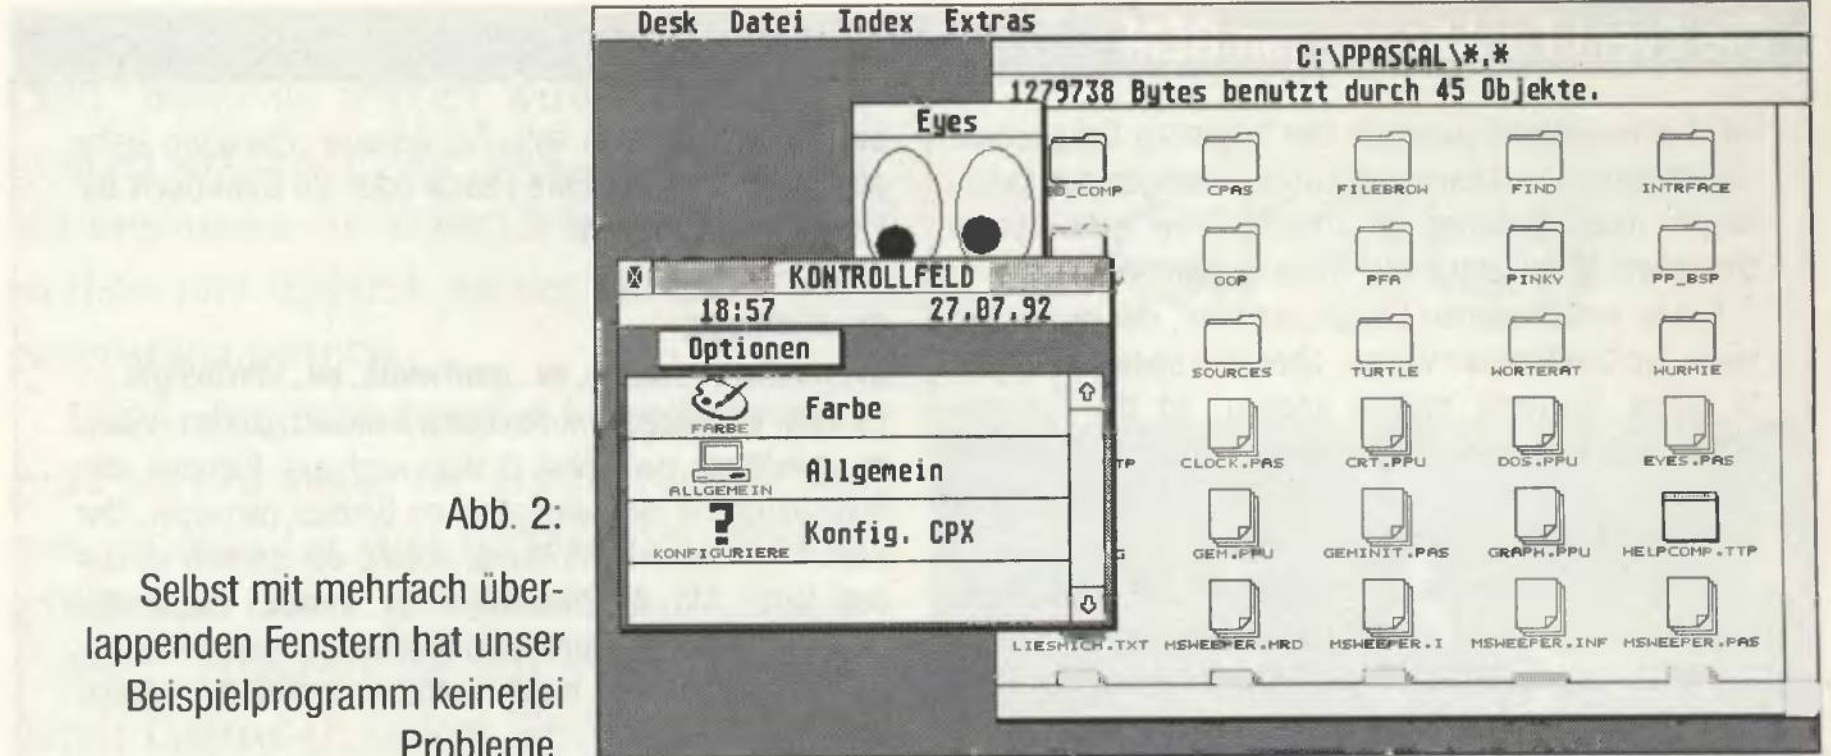 Desk Datei Index Extras
C:\PPASCAL\*.*
1279738 Bytes benutzt durch 45 Objekte.
Eyes
CPAS FILEBROW FIND INTRFACE
OOP PFA PINKY PP_BSP
KONTROLLFELD
18:57 27.07.92
Optionen
SOURCES TURTLE WORTERAT WURMIE
Farbe
FARBE
CLOCK.PAS CRT.PPU DOS.PPU EYES.PAS
Allgemein
ALLGEMEIN
Konfig. CPX
KONFIGURIERE
GEM.PPU GEMINIT.PAS GRAPH.PPU HELPCOMP.TTP
LIESMICH.TXT MSWEEPER.MRD MSWEEPER.I MSWEEPER.INF MSWEEPER.PAS
Abb. 2:
Selbst mit mehrfach über-
lappenden Fenstern hat unser
Beispielprogramm keinerlei
Probleme